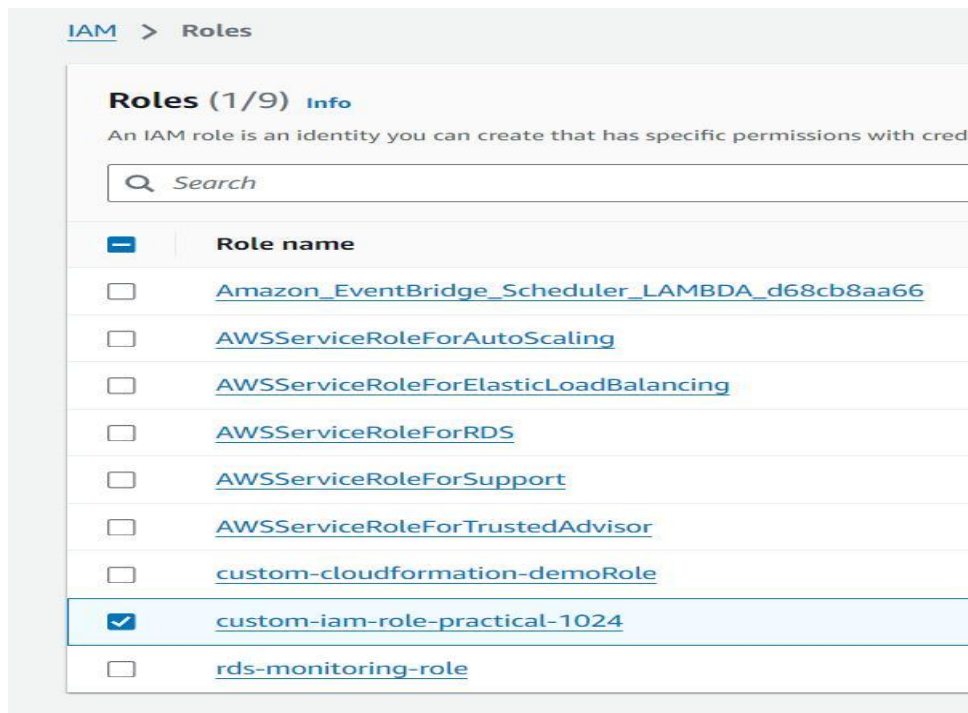 IAM > Roles
Roles (1/9) Info
An IAM role is an identity you can create that has specific permissions with cred
Search
Role name
Amazon_EventBridge_Scheduler_LAMBDA_d68cb8aa66
AWSServiceRoleForAutoScaling
AWSServiceRoleForElasticLoadBalancing
AWSServiceRoleForRDS
AWSServiceRoleForSupport
AWSServiceRoleForTrustedAdvisor
custom-cloudformation-demoRole
custom-iam-role-practical-1024
rds-monitoring-role